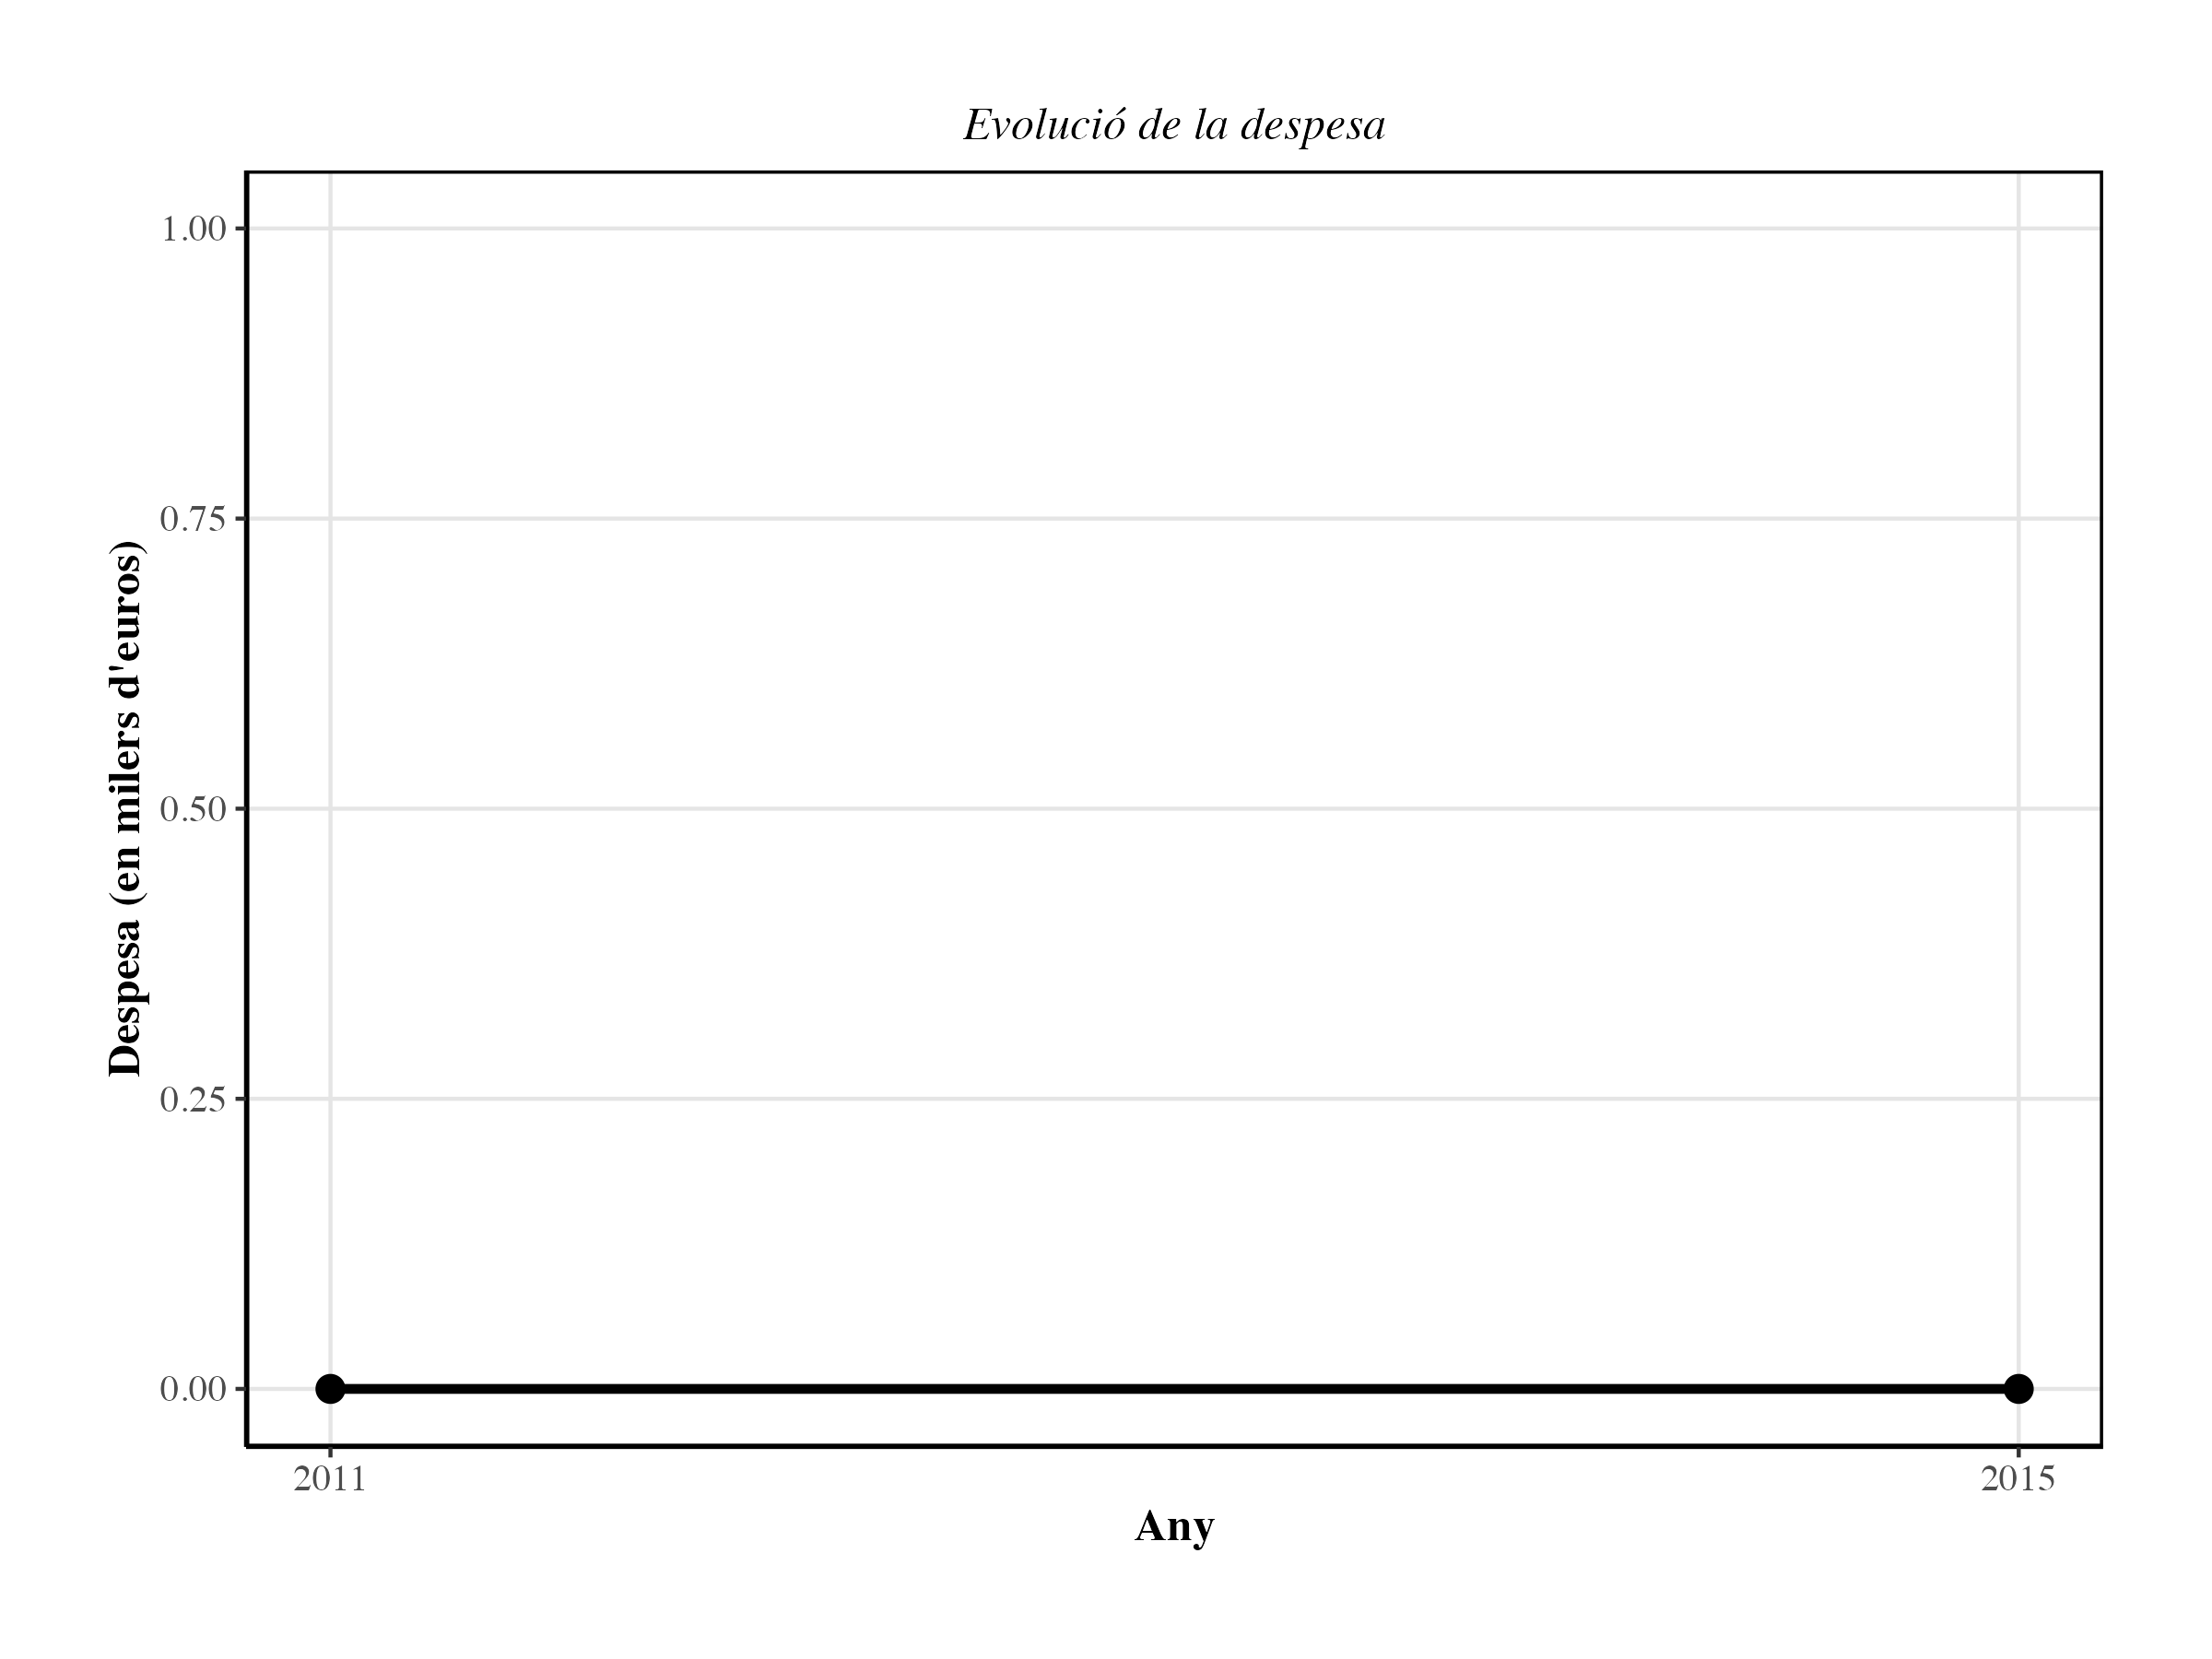 Evolució de la despesa
1.00
0.75
0.50
0.25
0.00
Despesa (en milers d'euros)
2011
2015
Any